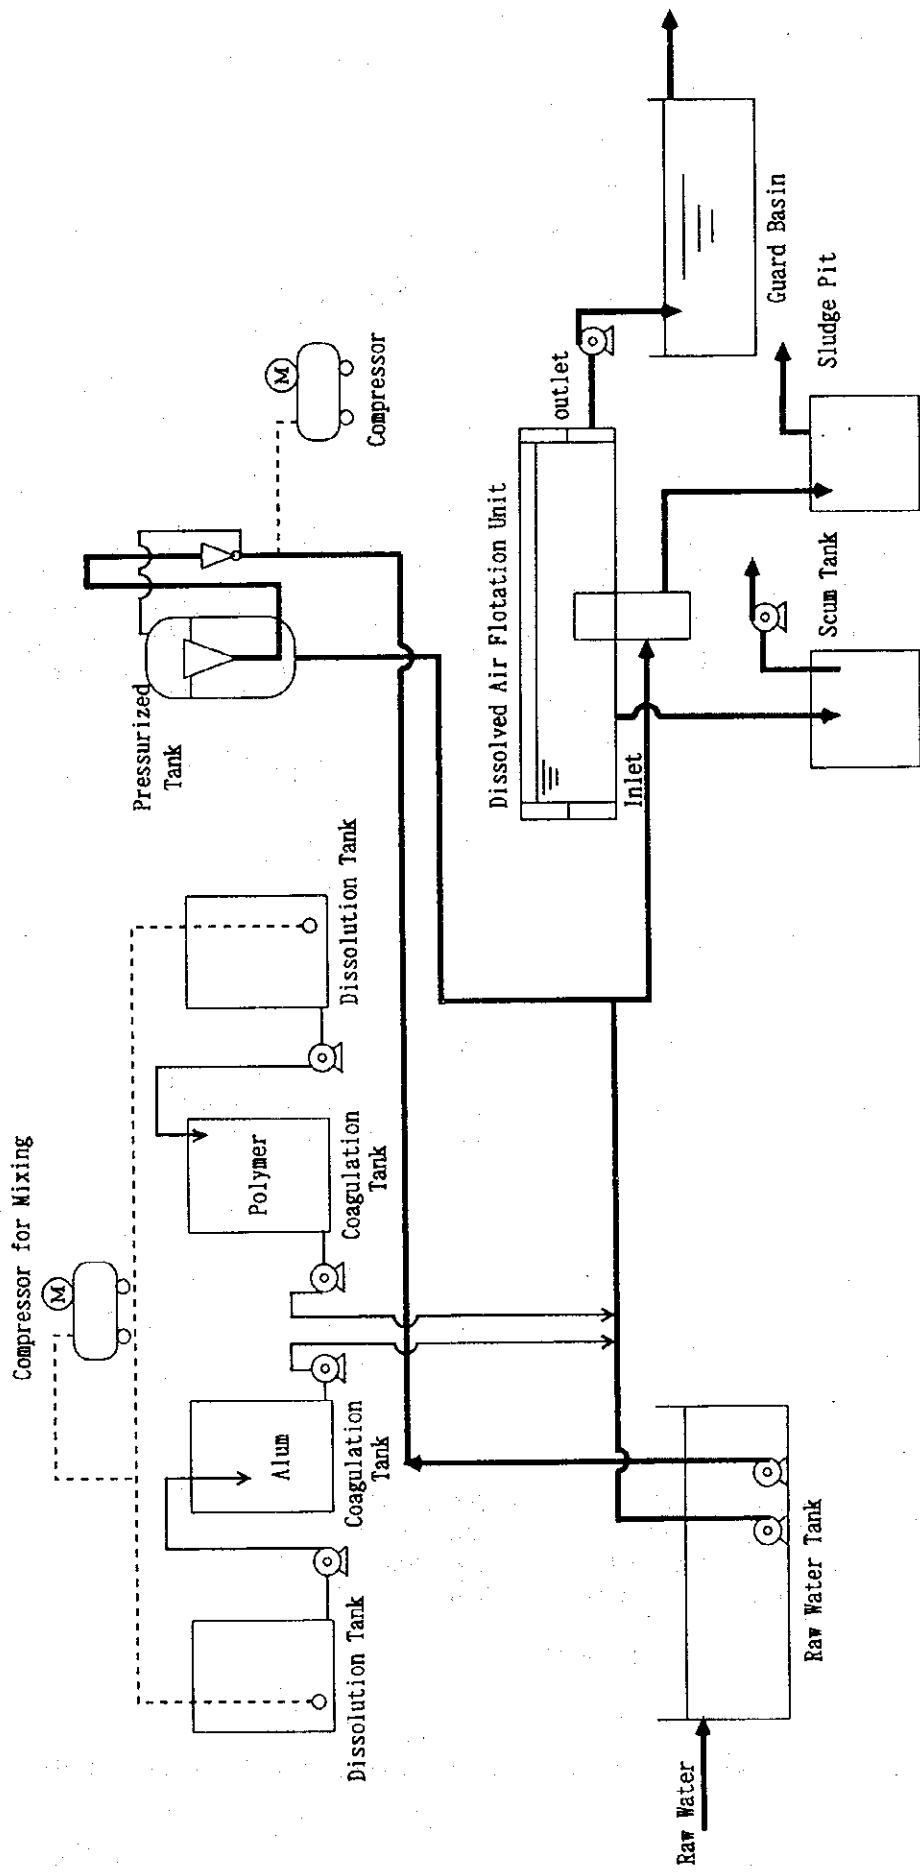 Compressor for Mixing
M
Dissolution Tank
Alum
Coagulation
Tank
Polymer
Coagulation
Tank
Dissolution Tank
Pressurized
Tank
M
Compressor
Raw Water
Raw Water Tank
Dissolved Air Flotation Unit
Inlet
outlet
Guard Basin
Scum Tank
Sludge Pit